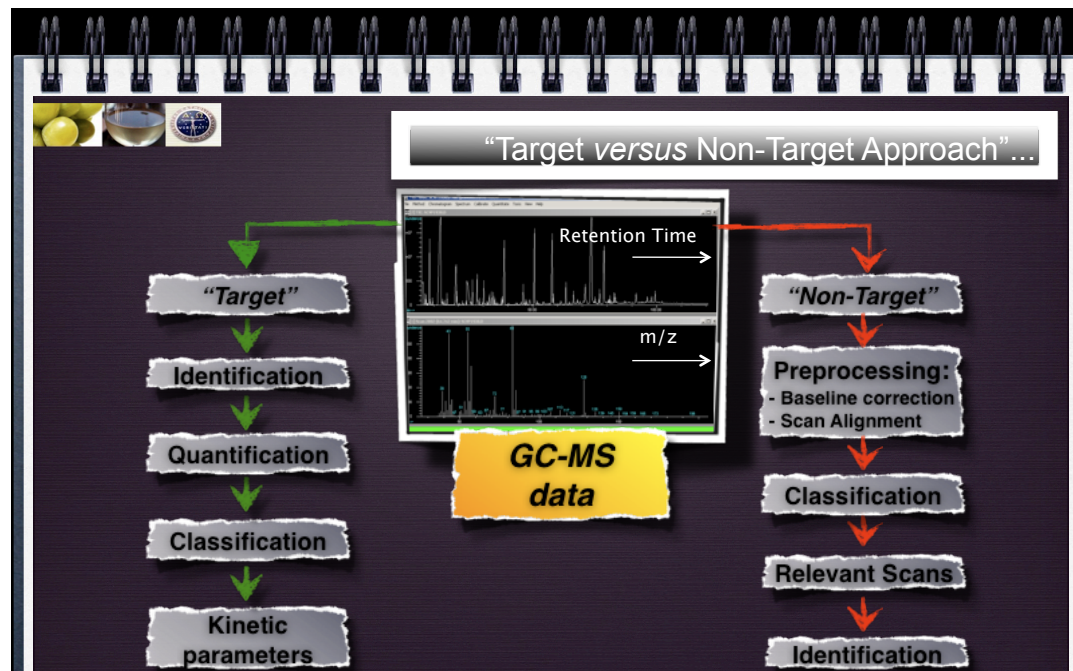 “Target versus Non-Target Approach”...
Retention Time
m/z
GC-MS
data
“Target”
Identification
Quantification
Classification
Kinetic
parameters
“Non-Target”
Preprocessing:
- Baseline correction
- Scan Alignment
Classification
Relevant Scans
Identification